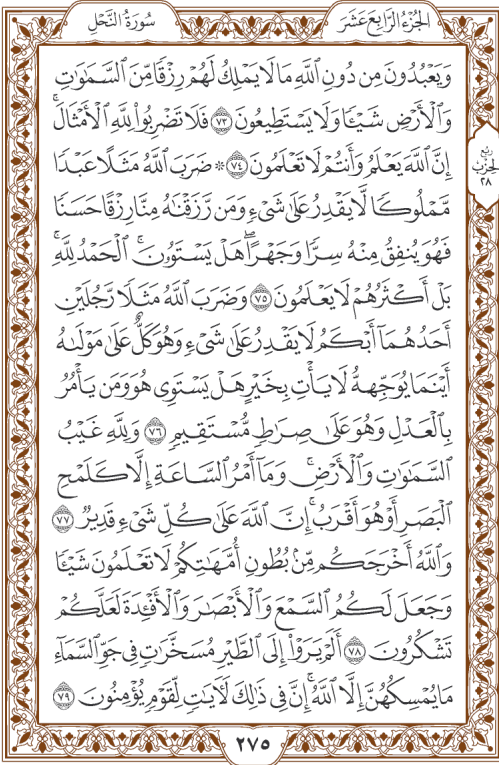 الجُزْءُ الرَّابِعَ عَشَرَ
سُورَةُ النَّحْلِ
وَيَعۡبُدُونَ مِن دُونِ ٱللَّهِ مَا لَا يَمۡلِكُ لَهُمۡ رِزۡقٗا مِّنَ ٱلسَّمَٰوَٰتِ
وَٱلۡأَرۡضِ شَيۡـٔٗا وَلَا يَسۡتَطِيعُونَ ٧٣ فَلَا تَضۡرِبُواْ لِلَّهِ ٱلۡأَمۡثَالَۚ
إِنَّ ٱللَّهَ يَعۡلَمُ وَأَنتُمۡ لَا تَعۡلَمُونَ ٧٤ ۞ ضَرَبَ ٱللَّهُ مَثَلًا عَبۡدٗا
مَّمۡلُوكٗا لَّا يَقۡدِرُ عَلَىٰ شَيۡءٖ وَمَن رَّزَقۡنَٰهُ مِنَّا رِزۡقًا حَسَنٗا
فَهُوَ يُنفِقُ مِنۡهُ سِرّٗا وَجَهۡرًاۖ هَلۡ يَسۡتَوُۥنَۚ ٱلۡحَمۡدُ لِلَّهِۚ
بَلۡ أَكۡثَرُهُمۡ لَا يَعۡلَمُونَ ٧٥ وَضَرَبَ ٱللَّهُ مَثَلٗا رَّجُلَيۡنِ
أَحَدُهُمَآ أَبۡكَمُ لَا يَقۡدِرُ عَلَىٰ شَيۡءٖ وَهُوَ كَلٌّ عَلَىٰ مَوۡلَىٰهُ
أَيۡنَمَا يُوَجِّههُّ لَا يَأۡتِ بِخَيۡرٍ هَلۡ يَسۡتَوِي هُوَ وَمَن يَأۡمُرُ
بِٱلۡعَدۡلِ وَهُوَ عَلَىٰ صِرَٰطٖ مُّسۡتَقِيمٖ ٧٦ وَلِلَّهِ غَيۡبُ
ٱلسَّمَٰوَٰتِ وَٱلۡأَرۡضِۚ وَمَآ أَمۡرُ ٱلسَّاعَةِ إِلَّا كَلَمۡحِ
ٱلۡبَصَرِ أَوۡ هُوَ أَقۡرَبُۚ إِنَّ ٱللَّهَ عَلَىٰ كُلِّ شَيۡءٖ قَدِيرٞ ٧٧
وَٱللَّهُ أَخۡرَجَكُم مِّنۢ بُطُونِ أُمَّهَٰتِكُمۡ لَا تَعۡلَمُونَ شَيۡـٔٗا
وَجَعَلَ لَكُمُ ٱلسَّمۡعَ وَٱلۡأَبۡصَٰرَ وَٱلۡأَفۡـِٔدَةَ لَعَلَّكُمۡ
تَشۡكُرُونَ ٧٨ أَلَمۡ يَرَوۡاْ إِلَى ٱلطَّيۡرِ مُسَخَّرَٰتٖ فِي جَوِّ ٱلسَّمَآءِ
مَا يُمۡسِكُهُنَّ إِلَّا ٱللَّهُۚ إِنَّ فِي ذَٰلِكَ لَأٓيَٰتٖ لِّقَوۡمٖ يُؤۡمِنُونَ ٧٩
ربع
الحزب
٢٨
٢٧٥